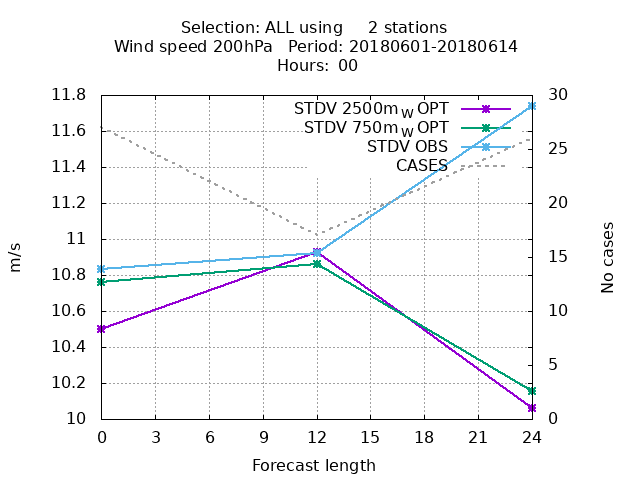 Selection: ALL using     2 stations
Wind speed 200hPa   Period: 20180601-20180614
Hours: 00
STDV 2500m_W OPT
STDV 750m_W OPT
STDV OBS
CASES
11.8
11.6
11.4
11.2
11
10.8
10.6
10.4
10.2
10
m/s
30
25
20
15
10
5
0
No cases
0 3 6 9 12 15 18 21 24
Forecast length